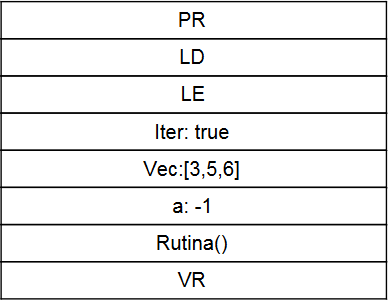 PR
LD
LE
Iter: true
Vec:[3,5,6]
a: -1
Rutina()
VR